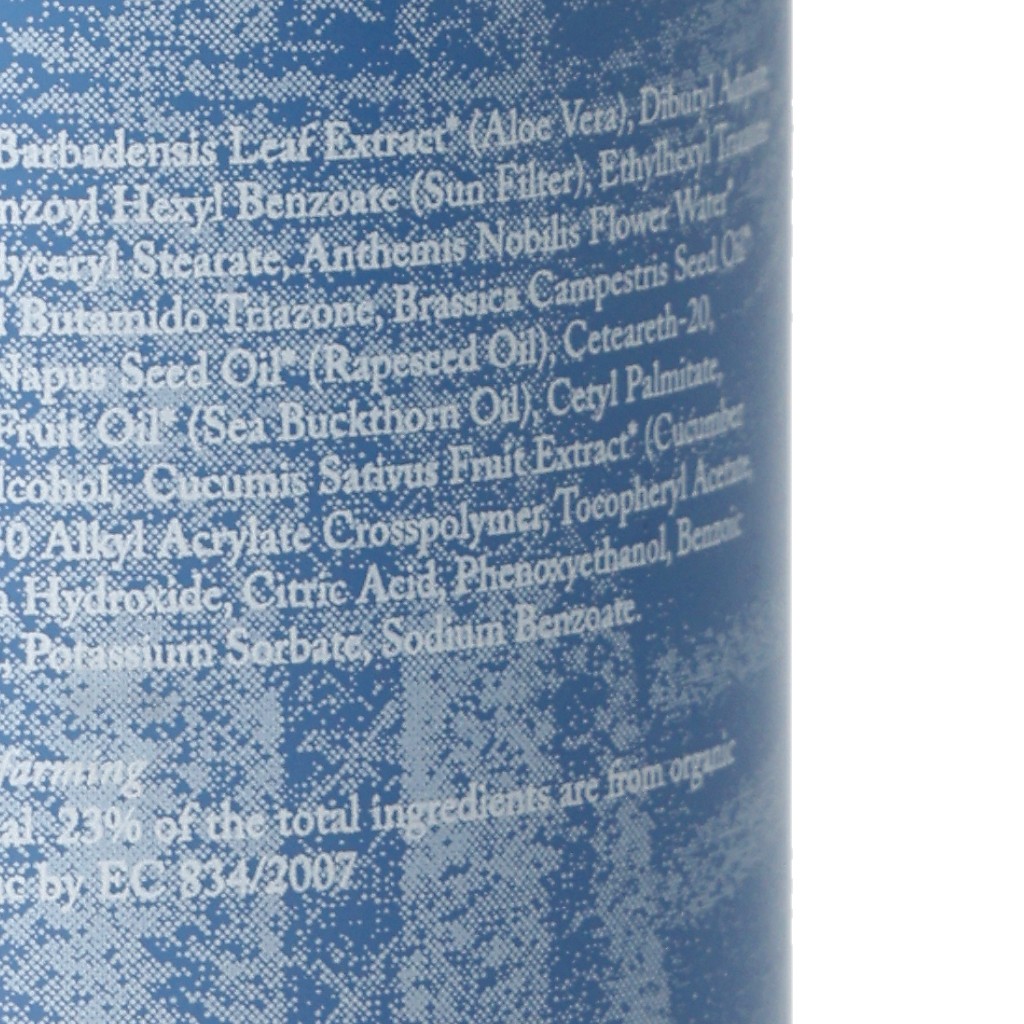 Barbadensis Leaf Extract* (Aloe Vera), Dibutyl Adipate,
nzoyl Hexyl Benzoate (Sun Filter), Ethylhexyl Triazone
lyceryl Stearate, Anthemis Nobilis Flower Water*
l Butamido Triazone, Brassica Campestris Seed Oil*
Napus Seed Oil* (Rapeseed Oil), Ceteareth-20,
Fruit Oil* (Sea Buckthorn Oil), Cetyl Palmitate,
lcohol, Cucumis Sativus Fruit Extract* (Cucumber
30 Alkyl Acrylate Crosspolymer, Tocopheryl Acetate,
Hydroxide, Citric Acid, Phenoxyethanol, Benzoic
, Potassium Sorbate, Sodium Benzoate
farming
al 23% of the total ingredients are from organic
ic by EC 834/2007